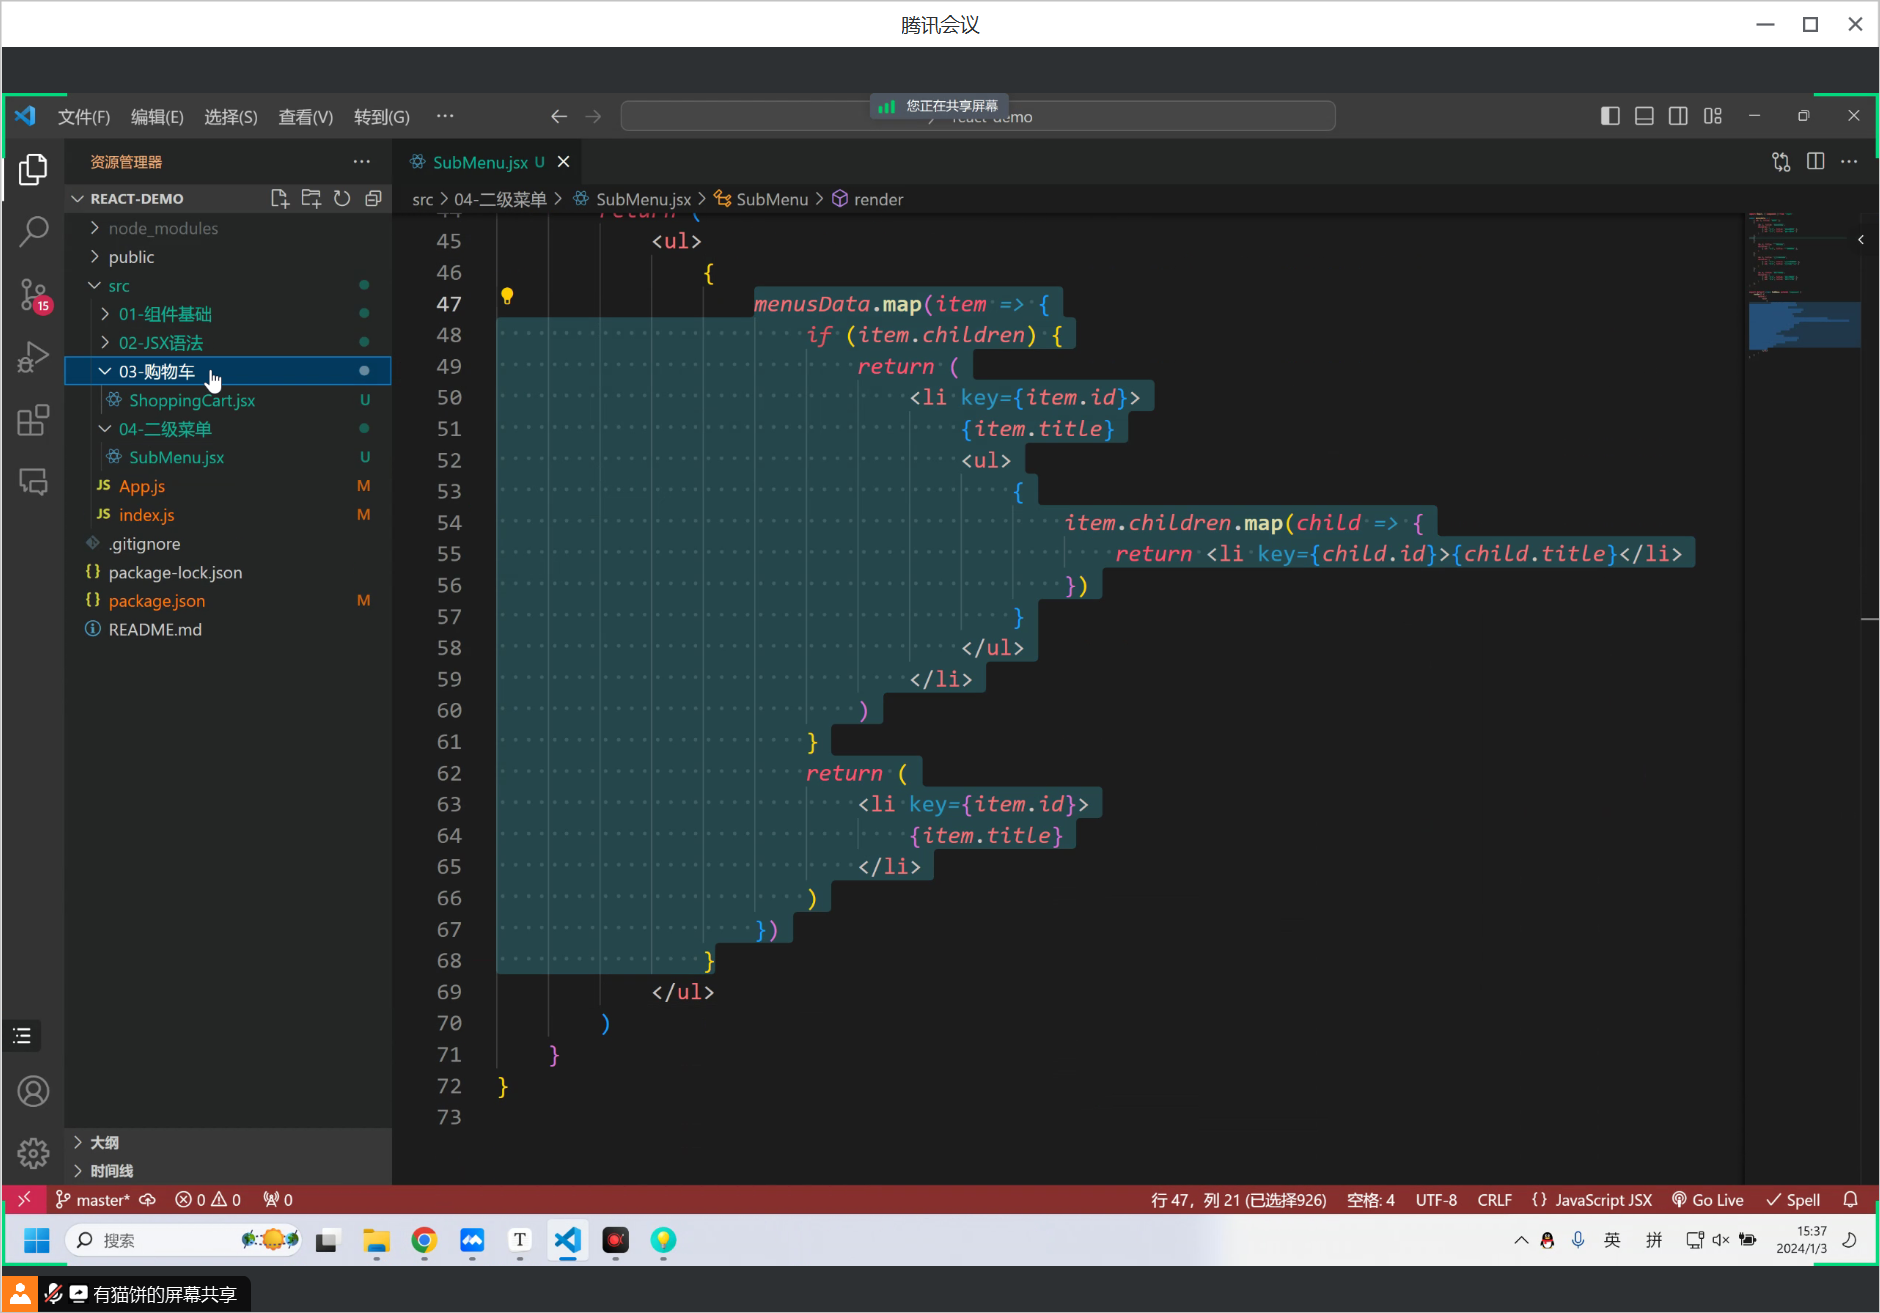 腾讯会议
文件(F) 编辑(E) 选择(S) 查看(V) 转到(G) ···
您正在共享屏幕
react-demo
资源管理器 ···
SubMenu.jsx U
REACT-DEMO
src > 04-二级菜单 > SubMenu.jsx > SubMenu > render
node_modules
public
src
01-组件基础
02-JSX语法
03-购物车
ShoppingCart.jsx U
04-二级菜单
SubMenu.jsx U
JS App.js M
JS index.js M
.gitignore
{} package-lock.json
{} package.json M
README.md
15
大纲
时间线
44 return (
45 <ul>
46 {
47 menusData.map(item => {
48 if (item.children) {
49 return (
50 <li key={item.id}>
51 {item.title}
52 <ul>
53 {
54 item.children.map(child => {
55 return <li key={child.id}>{child.title}</li>
56 })
57 }
58 </ul>
59 </li>
60 )
61 }
62 return (
63 <li key={item.id}>
64 {item.title}
65 </li>
66 )
67 })
68 }
69 </ul>
70 )
71 }
72 }
73
master* 0 0 0
行 47，列 21 (已选择926) 空格: 4 UTF-8 CRLF {} JavaScript JSX Go Live Spell
搜索
T
英 拼
15:37
2024/1/3
有猫饼的屏幕共享